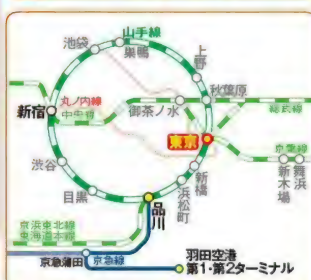 山手線
池袋
巣鴨
上野
丸ノ内線
中央線
新宿
御茶ノ水
秋葉原
総武線
東京
京葉線
新木場
舞浜
渋谷
目黒
品川
浜松町
新橋
京浜東北線
東海道本線
京急蒲田
京急線
羽田空港
第1・第2ターミナル